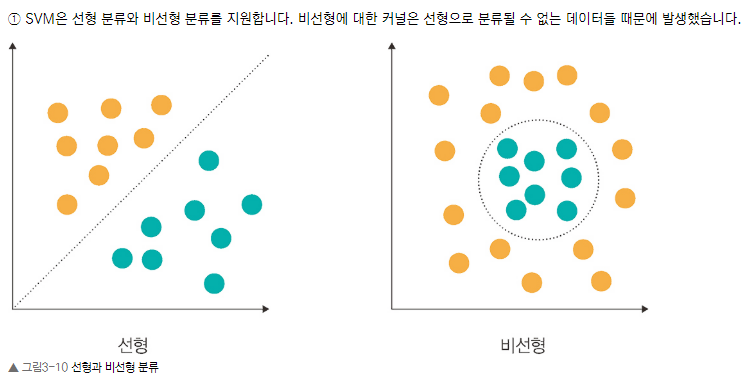 ① SVM은 선형 분류와 비선형 분류를 지원합니다. 비선형에 대한 커널은 선형으로 분류될 수 없는 데이터들 때문에 발생했습니다.
선형
비선형
▲ 그림3-10 선형과 비선형 분류